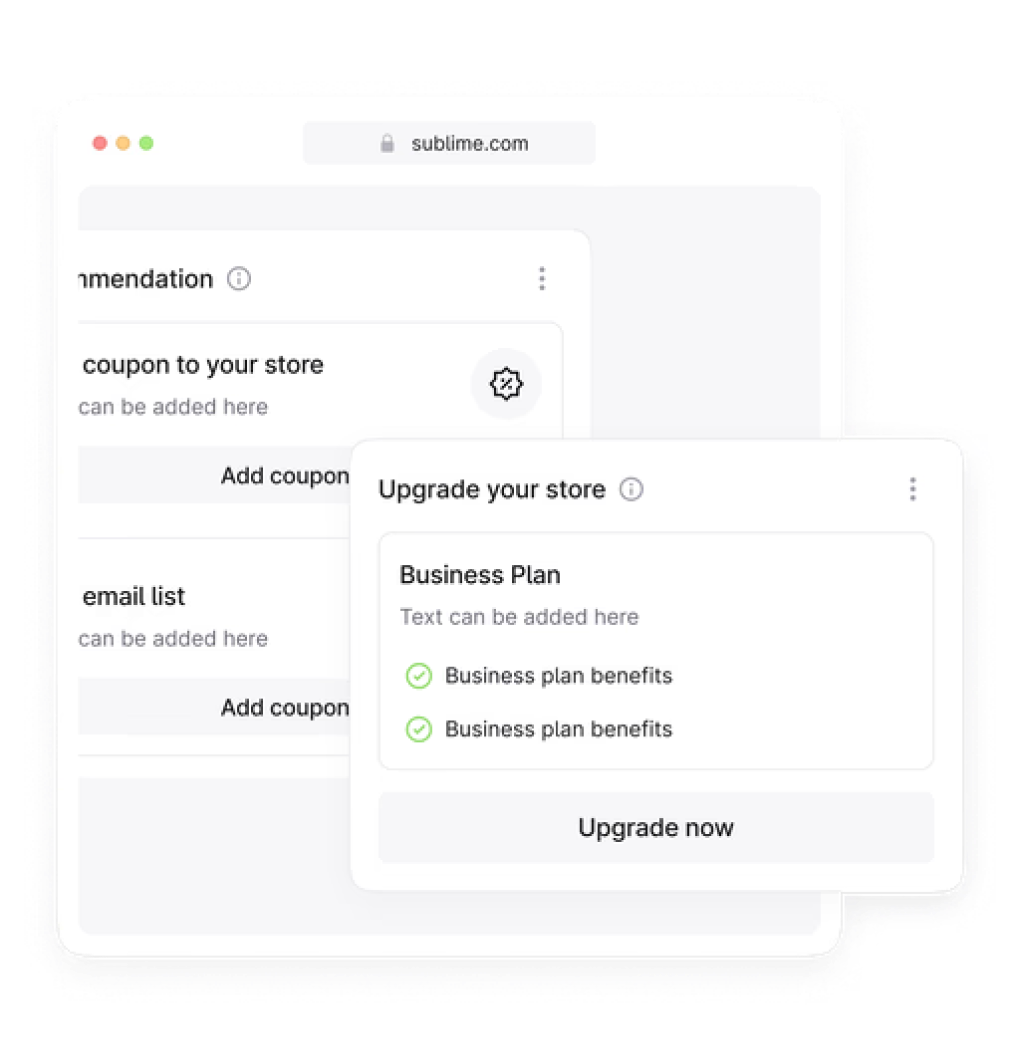 sublime.com
mmendation
coupon to your store
can be added here
Add coupon
email list
can be added here
Add coupon
Upgrade your store
Business Plan
Text can be added here
Business plan benefits
Business plan benefits
Upgrade now